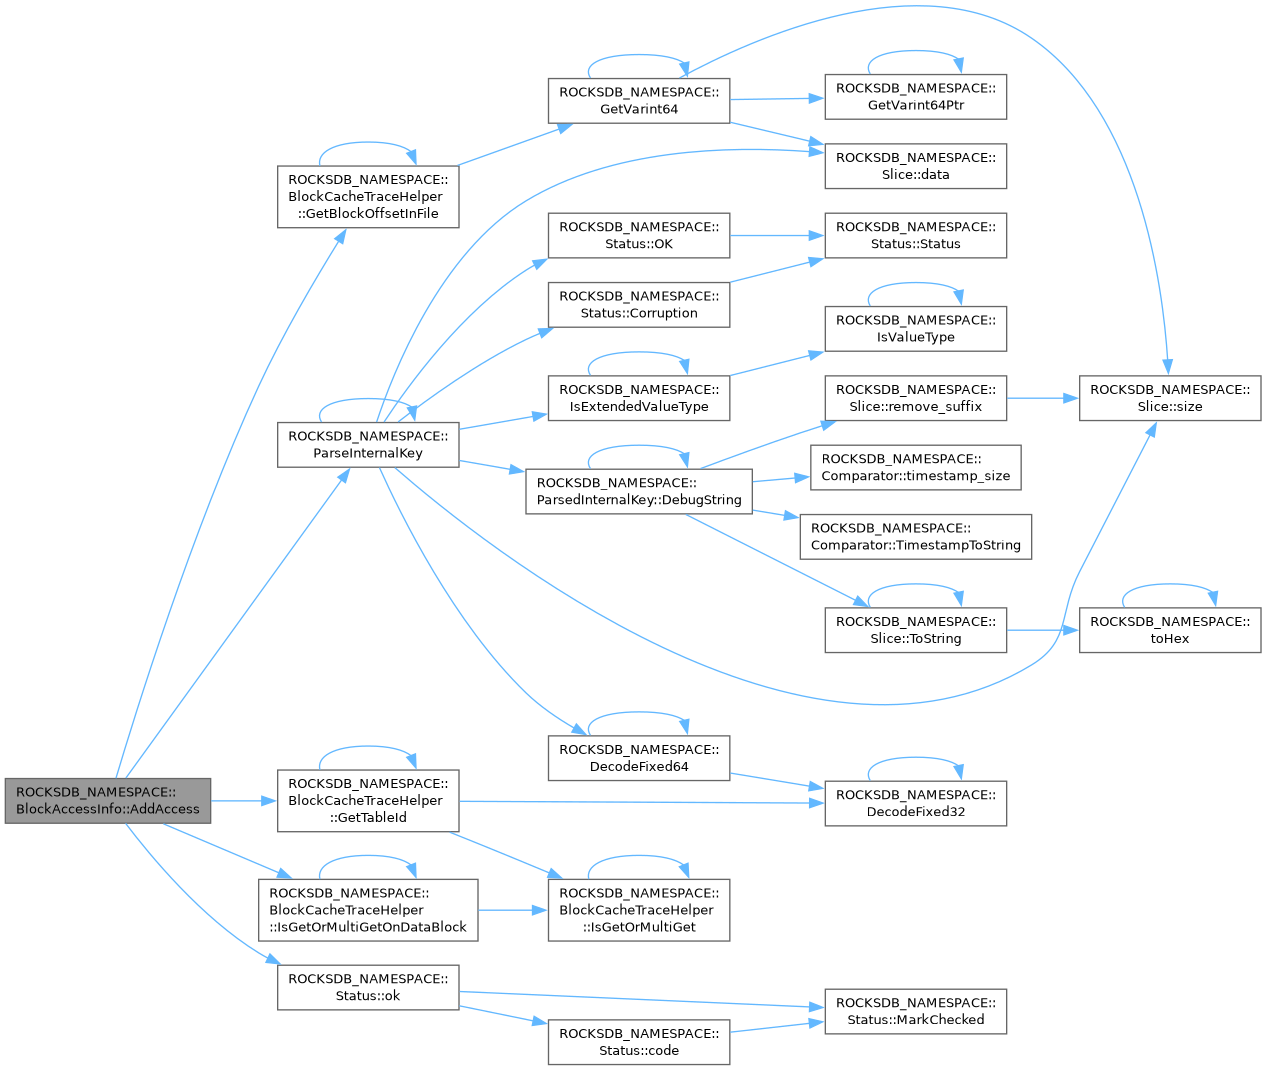 ROCKSDB_NAMESPACE::
BlockAccessInfo::AddAccess
ROCKSDB_NAMESPACE::
BlockCacheTraceHelper
::GetBlockOffsetInFile
ROCKSDB_NAMESPACE::
ParseInternalKey
ROCKSDB_NAMESPACE::
BlockCacheTraceHelper
::GetTableId
ROCKSDB_NAMESPACE::
BlockCacheTraceHelper
::IsGetOrMultiGetOnDataBlock
ROCKSDB_NAMESPACE::
Status::ok
ROCKSDB_NAMESPACE::
GetVarint64
ROCKSDB_NAMESPACE::
Status::OK
ROCKSDB_NAMESPACE::
Status::Corruption
ROCKSDB_NAMESPACE::
IsExtendedValueType
ROCKSDB_NAMESPACE::
ParsedInternalKey::DebugString
ROCKSDB_NAMESPACE::
DecodeFixed64
ROCKSDB_NAMESPACE::
BlockCacheTraceHelper
::IsGetOrMultiGet
ROCKSDB_NAMESPACE::
Status::code
ROCKSDB_NAMESPACE::
GetVarint64Ptr
ROCKSDB_NAMESPACE::
Slice::data
ROCKSDB_NAMESPACE::
Status::Status
ROCKSDB_NAMESPACE::
IsValueType
ROCKSDB_NAMESPACE::
Slice::remove_suffix
ROCKSDB_NAMESPACE::
Comparator::timestamp_size
ROCKSDB_NAMESPACE::
Comparator::TimestampToString
ROCKSDB_NAMESPACE::
Slice::ToString
ROCKSDB_NAMESPACE::
DecodeFixed32
ROCKSDB_NAMESPACE::
Status::MarkChecked
ROCKSDB_NAMESPACE::
Slice::size
ROCKSDB_NAMESPACE::
toHex